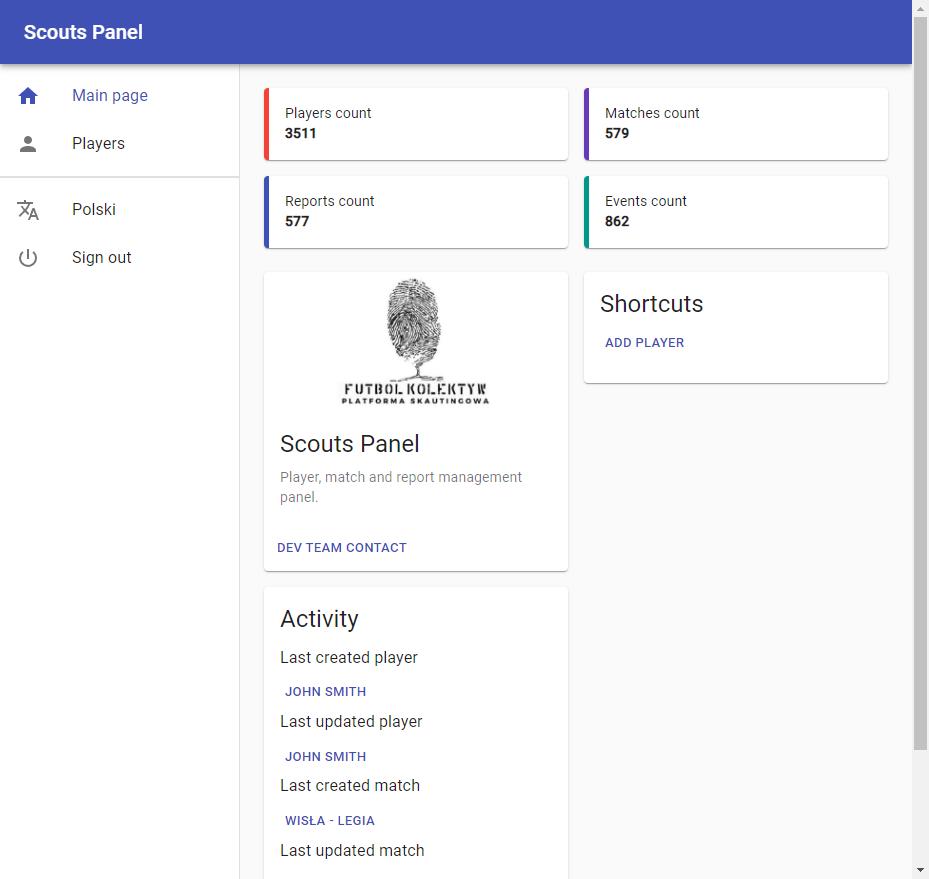 Scouts Panel
Main page
Players
Polski
Sign out
Players count
3511
Matches count
579
Reports count
577
Events count
862
FUTBOL KOLEKTYW
PLATFORMA SKAUTINGOWA
Scouts Panel
Player, match and report management
panel.
DEV TEAM CONTACT
Shortcuts
ADD PLAYER
Activity
Last created player
JOHN SMITH
Last updated player
JOHN SMITH
Last created match
WISŁA - LEGIA
Last updated match